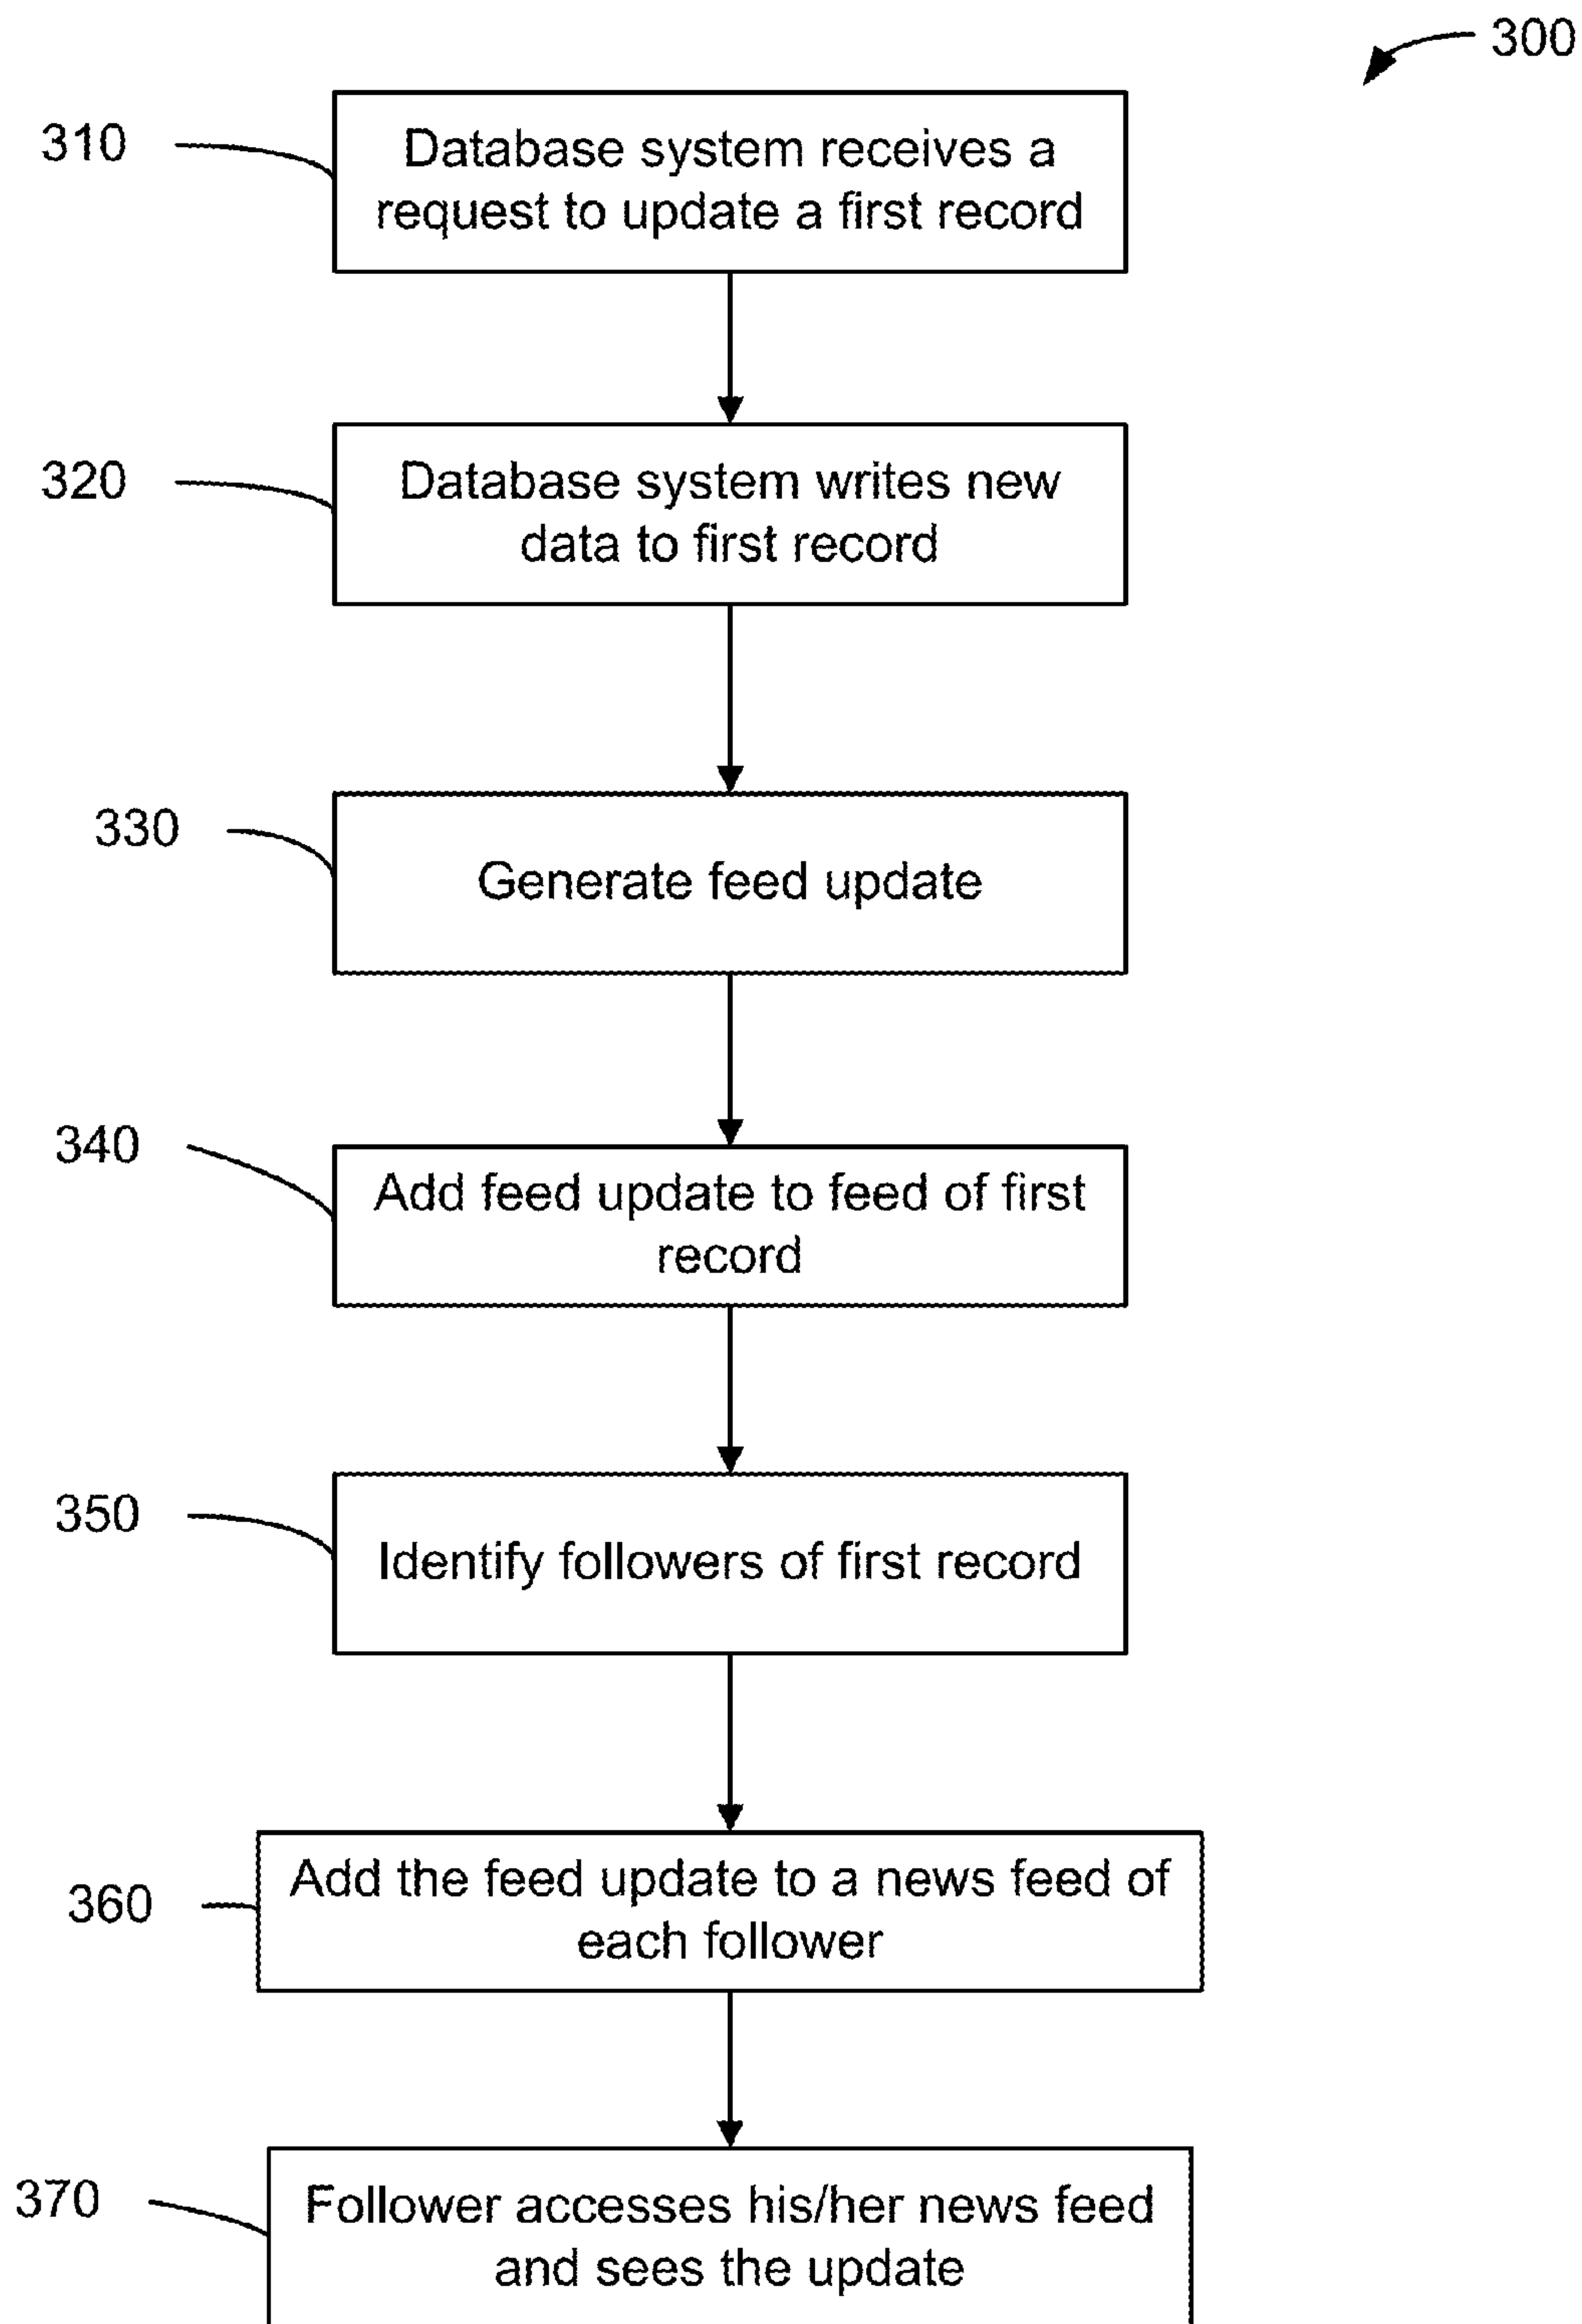 300
310
Database system receives a
request to update a first record
320
Database system writes new
data to first record
330
Generate feed update
340
Add feed update to feed of first
record
350
Identify followers of first record
360
Add the feed update to a news feed of
each follower
370
Follower accesses his/her news feed
and sees the update